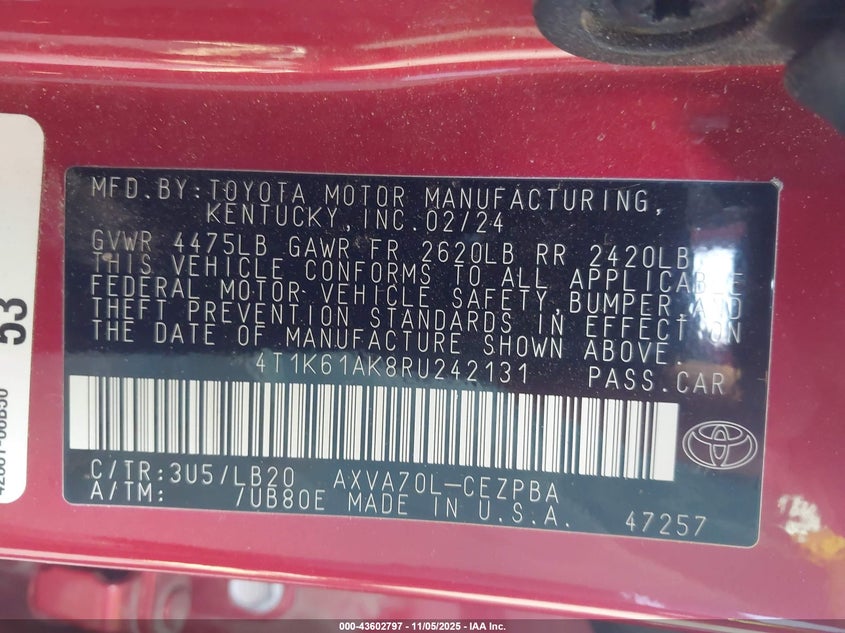 MFD.BY:TOYOTA MOTOR MANUFACTURING,
KENTUCKY,INC.02/24
GVWR 4475LB GAWR FR 2620LB RR 2420LB
THIS VEHICLE CONFORMS TO ALL APPLICABLE
FEDERAL MOTOR VEHICLE SAFETY,BUMPER,AND
THEFT PREVENTION STANDARDS IN EFFECT ON
THE DATE OF MANUFACTURE SHOWN ABOVE.
4T1K61AK8RU242131 PASS.CAR
C/TR:3U5/LB20 AXVA70L-CEZPBA
A/TM: /UB80E MADE IN U.S.A. 47257
53
000-43602797 - 11/05/2025 - IAA Inc.